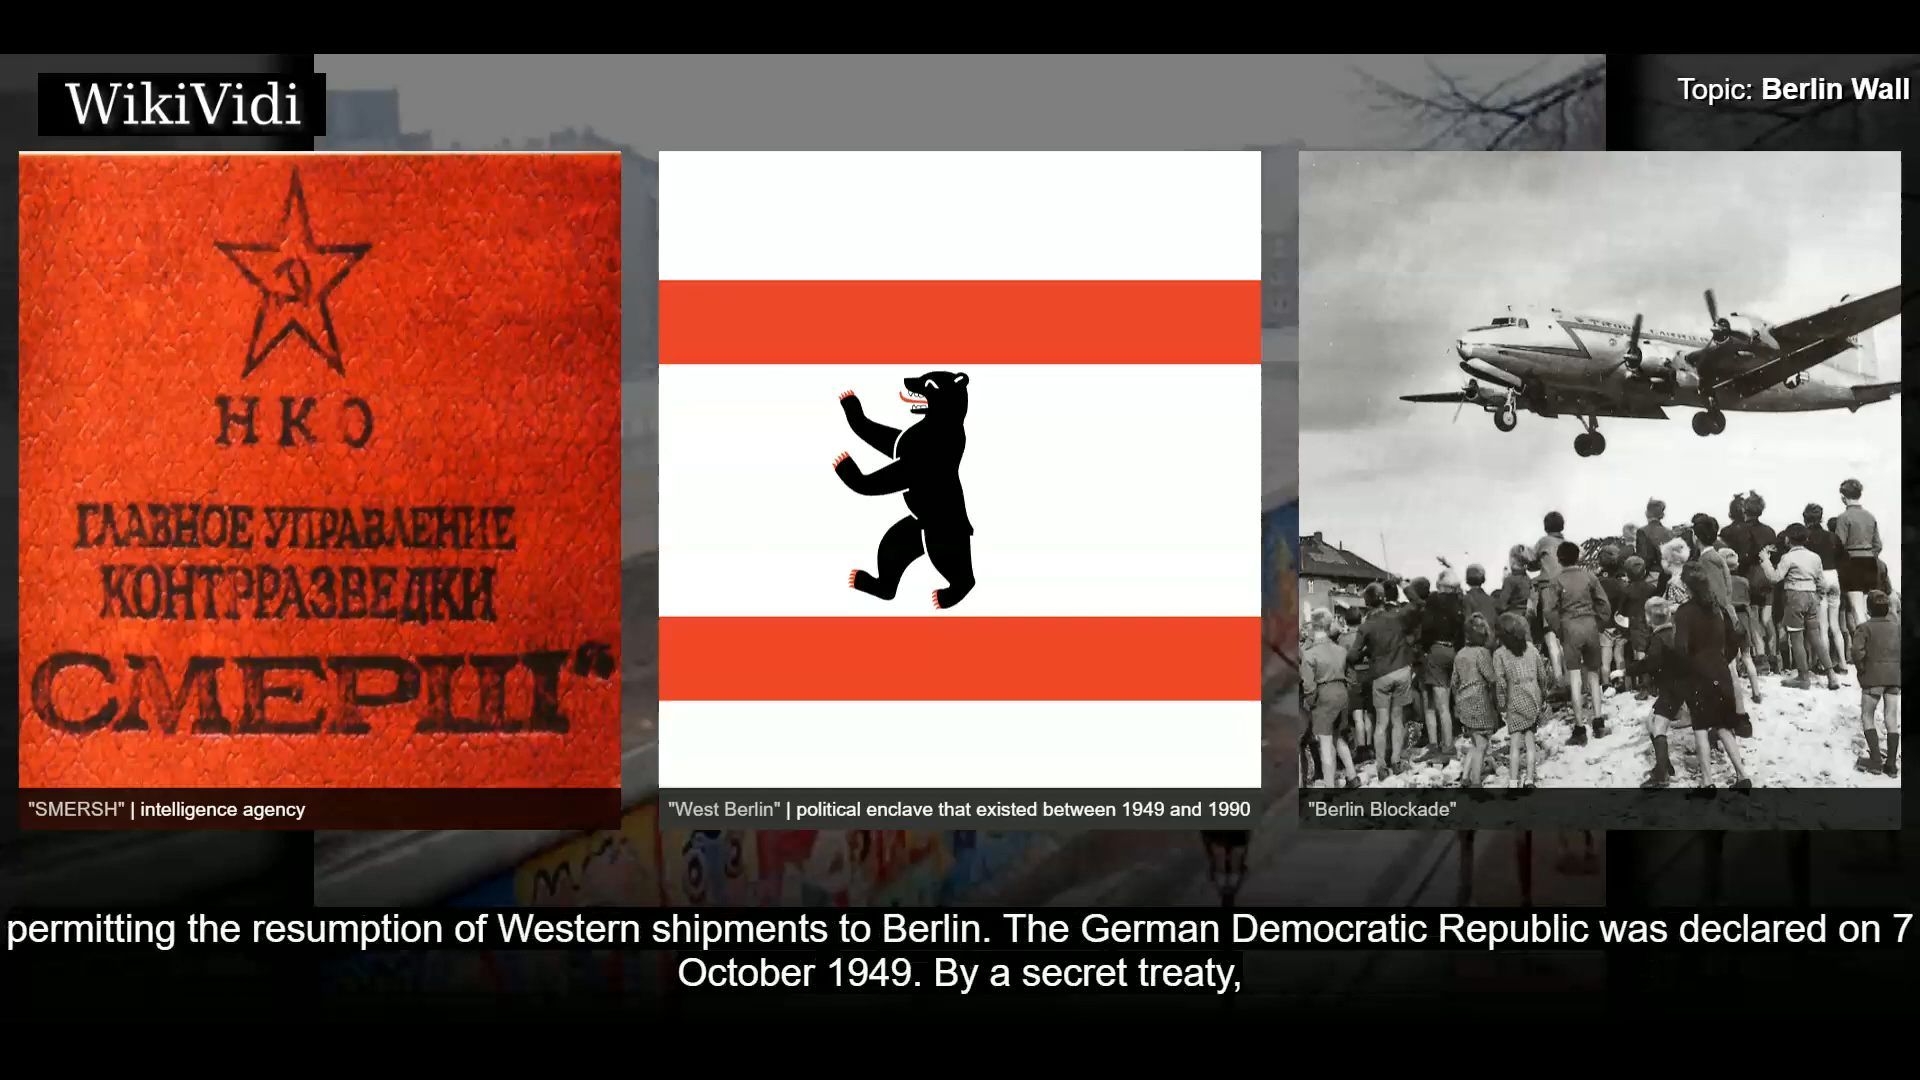 WikiVidi
Topic: Berlin Wall
НКО
ГЛАВНОЕ УПРАВЛЕНИЕ
КОНТРРАЗВЕДКИ
СМЕРШ"
"SMERSH" | intelligence agency
"West Berlin" | political enclave that existed between 1949 and 1990
"Berlin Blockade"
permitting the resumption of Western shipments to Berlin. The German Democratic Republic was declared on 7
October 1949. By a secret treaty,